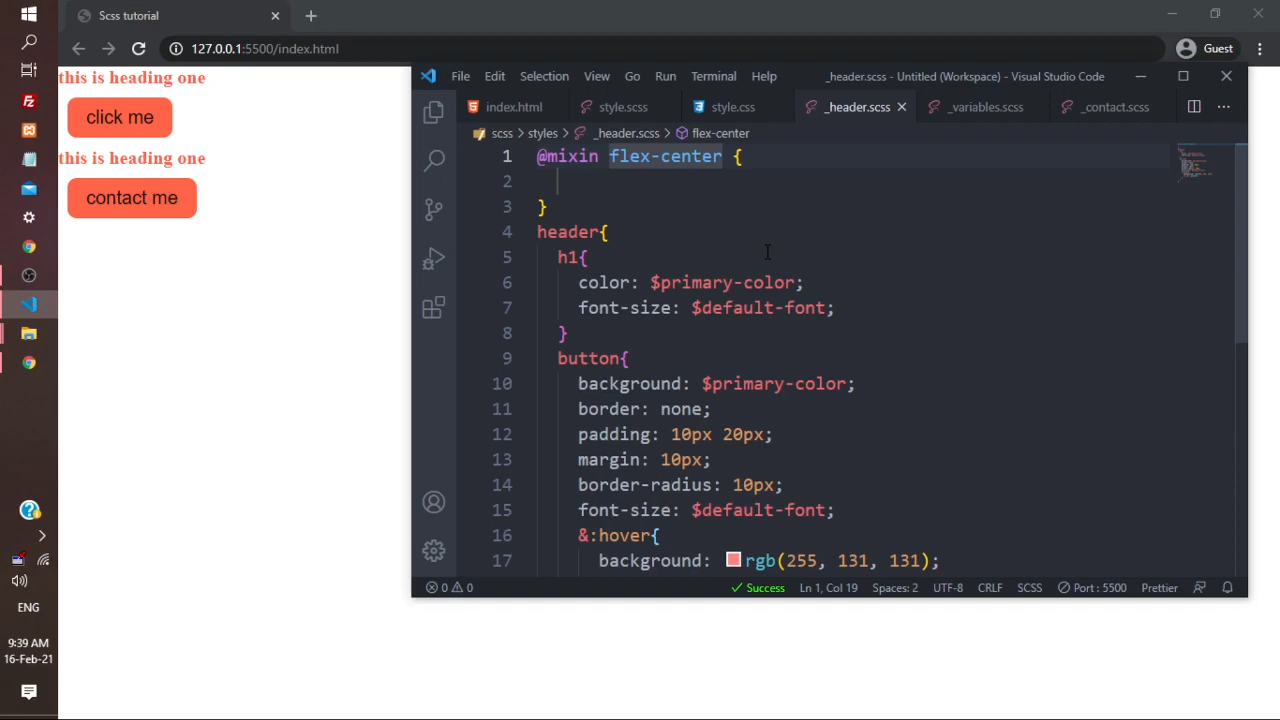 Scss tutorial
127.0.0.1:5500/index.html
Guest
this is heading one
click me
this is heading one
contact me
File Edit Selection View Go Run Terminal Help
_header.scss - Untitled (Workspace) - Visual Studio Code
index.html style.scss style.css _header.scss _variables.scss _contact.scss
scss > styles > _header.scss > flex-center
1 @mixin flex-center {
2
3 }
4 header{
5 h1{
6 color: $primary-color;
7 font-size: $default-font;
8 }
9 button{
10 background: $primary-color;
11 border: none;
12 padding: 10px 20px;
13 margin: 10px;
14 border-radius: 10px;
15 font-size: $default-font;
16 &:hover{
17 background: rgb(255, 131, 131);
0 0 Success Ln 1, Col 19 Spaces: 2 UTF-8 CRLF SCSS Port : 5500 Prettier
ENG
9:39 AM
16-Feb-21